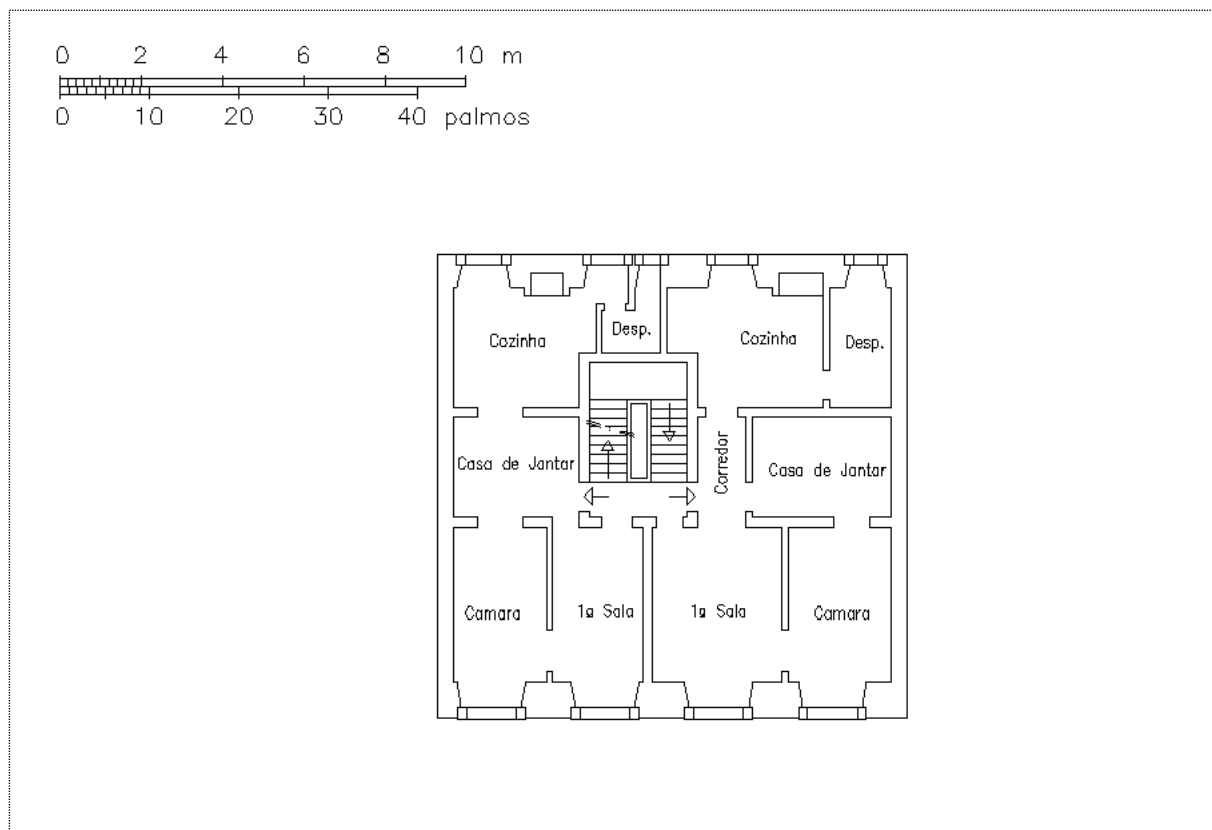 0 2 4 6 8 10 m
0 10 20 30 40 palmos
Cozinha
Desp.
Cozinha
Desp.
Casa de Jantar
Corredor
Casa de Jantar
Camara
1a Sala
1a Sala
Camara